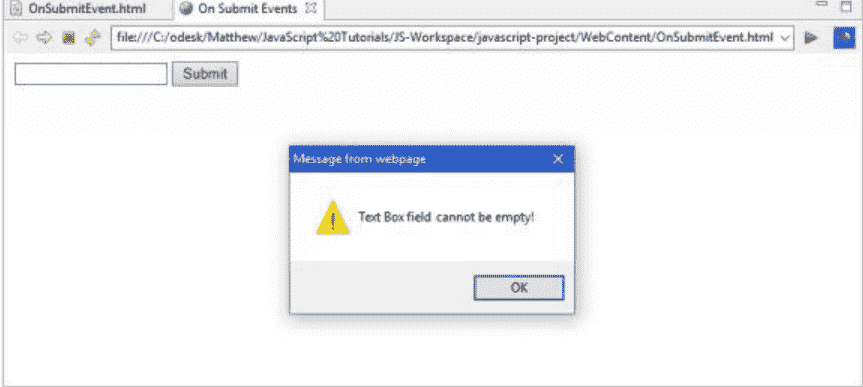 OnSubmitEvent.html
On Submit Events
file:///C:/odesk/Matthew/JavaScript%20Tutorials/JS-Workspace/javascript-project/WebContent/OnSubmitEvent.html
Submit
Message from webpage
Text Box field cannot be empty!
OK